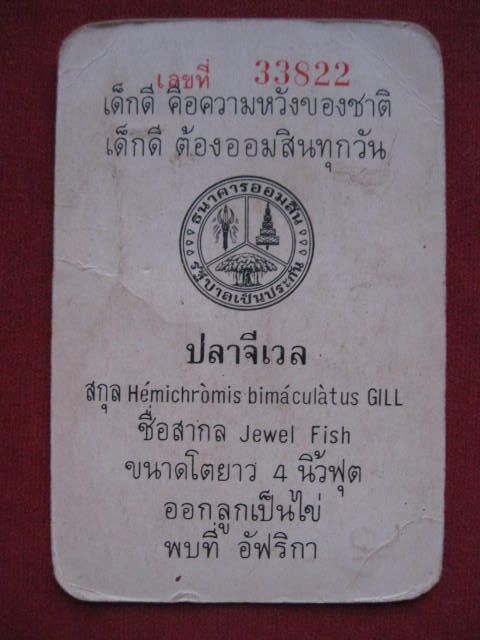 เลขที่ 33822
เด็กดี คือความหวังของชาติ
เด็กดี ต้องออมสินทุกวัน
ธนาคารออมสิน
รัฐบาลเป็นประกัน
ปลาจีเวล
สกุล Hémichròmis bimáculàtus GILL
ชื่อสากล Jewel Fish
ขนาดโตยาว 4 นิ้วฟุต
ออกลูกเป็นไข่
พบที่ อัฟริกา